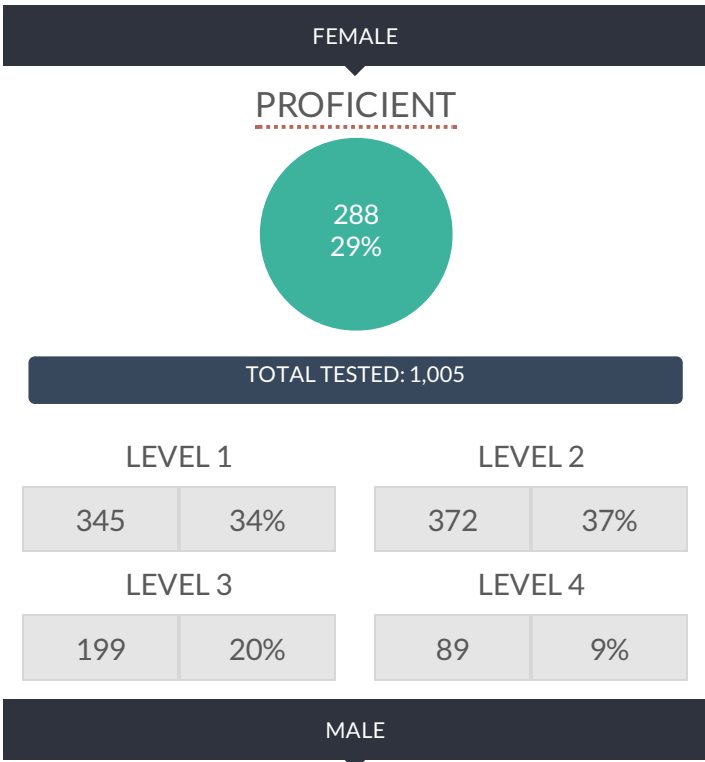 FEMALE
PROFICIENT
288
29%
TOTAL TESTED: 1,005
LEVEL 1
345 34%
LEVEL 2
372 37%
LEVEL 3
199 20%
LEVEL 4
89 9%
MALE